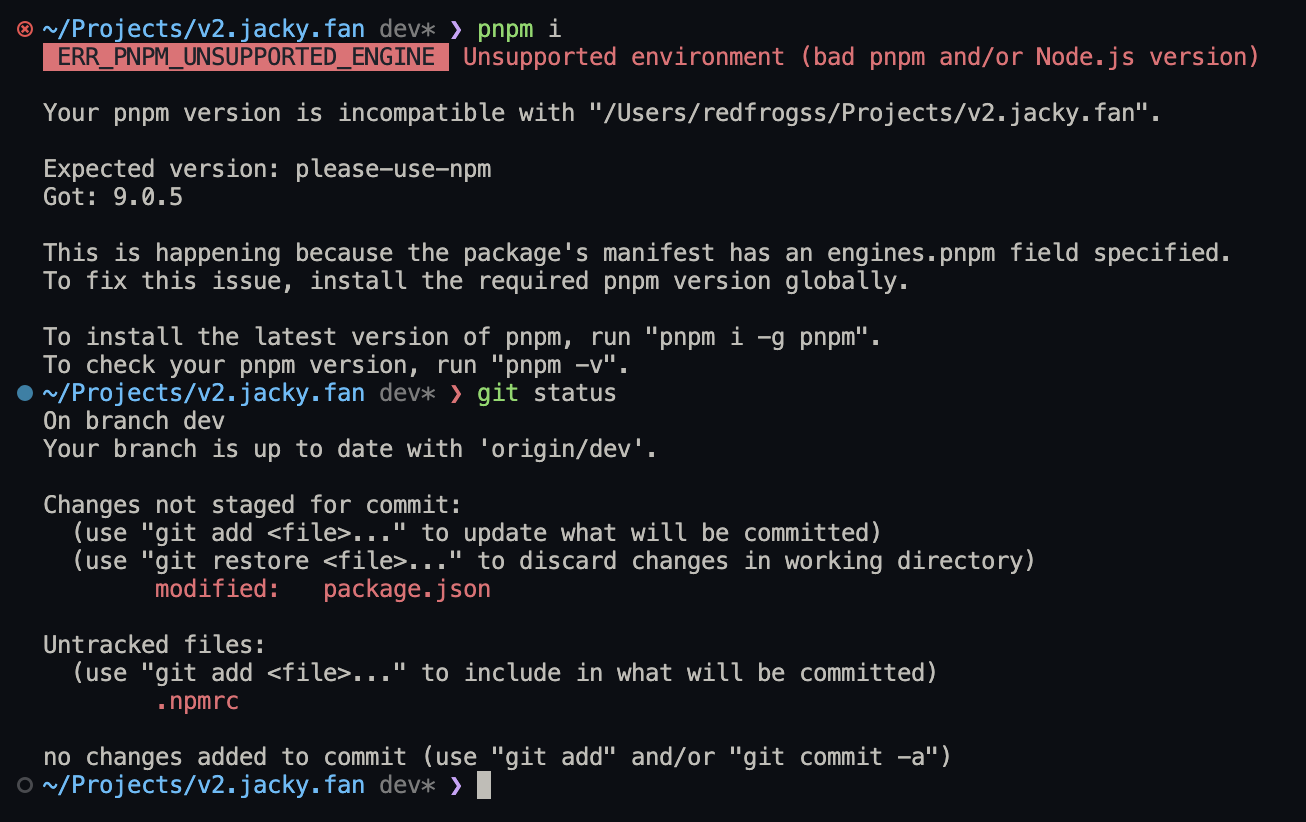 ~/Projects/v2.jacky.fan dev* ❯ pnpm i
ERR_PNPM_UNSUPPORTED_ENGINE Unsupported environment (bad pnpm and/or Node.js version)
Your pnpm version is incompatible with "/Users/redfrogss/Projects/v2.jacky.fan".
Expected version: please-use-npm
Got: 9.0.5
This is happening because the package's manifest has an engines.pnpm field specified.
To fix this issue, install the required pnpm version globally.
To install the latest version of pnpm, run "pnpm i -g pnpm".
To check your pnpm version, run "pnpm -v".
~/Projects/v2.jacky.fan dev* ❯ git status
On branch dev
Your branch is up to date with 'origin/dev'.
Changes not staged for commit:
(use "git add <file>..." to update what will be committed)
(use "git restore <file>..." to discard changes in working directory)
modified:   package.json
Untracked files:
(use "git add <file>..." to include in what will be committed)
.npmrc
no changes added to commit (use "git add" and/or "git commit -a")
~/Projects/v2.jacky.fan dev* ❯